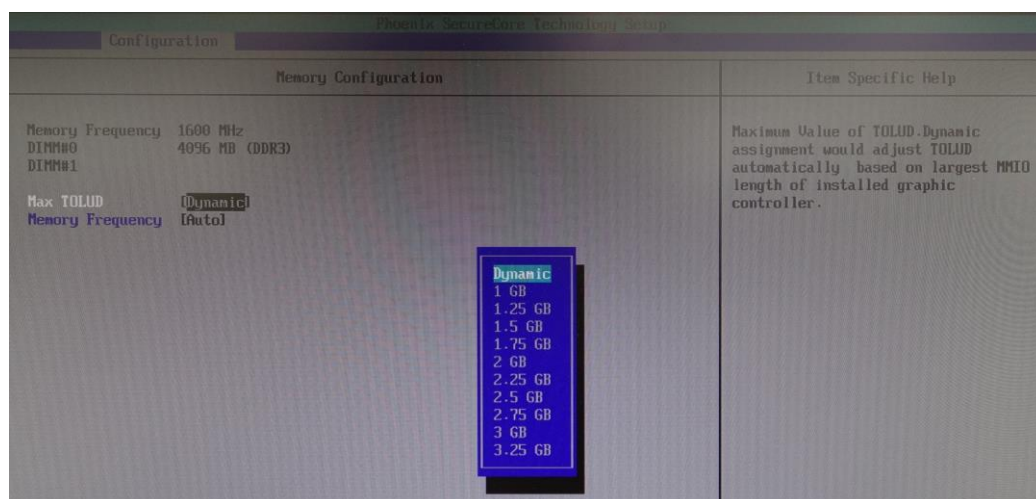 Phoenix SecureCore Technology Setup
Configuration
Memory Configuration
Item Specific Help
Memory Frequency 1600 MHz
DIMM#0 4096 MB (DDR3)
DIMM#1
Max TOLUD [Dynamic]
Memory Frequency [Auto]
Maximum Value of TOLUD.Dynamic
assignment would adjust TOLUD
automatically based on largest MMIO
length of installed graphic
controller.
Dynamic
1 GB
1.25 GB
1.5 GB
1.75 GB
2 GB
2.25 GB
2.5 GB
2.75 GB
3 GB
3.25 GB